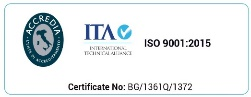 ACCREDIA
ITA
INTERNATIONAL
TECHNICAL ALLIANCE
ISO 9001:2015
Certificate No: BG/1361Q/1372